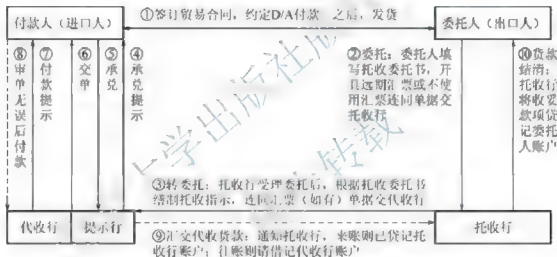 ①签订贸易合同，约定D/A付款 之后，发货
付款人（进口人）
委托人（出口人）
⑧审单无误后付款
⑦付款提示
⑥交单
⑤承兑
④承兑提示
②委托：委托人填
写托收委托书，开
具远期汇票或不使
用汇票连同单据交
托收行
⑩货款
结清：
托收行
将收妥
款项贷
记委托
人账户
③转委托：托收行受理委托后，根据托收委托书
缮制托收指示，连同汇票（如有）单据交代收行
代收行
提示行
托收行
⑨汇交代收货款：通知托收行，来账则已贷记托
收行账户；往账则请借记代收行账户
大学出版社
转载